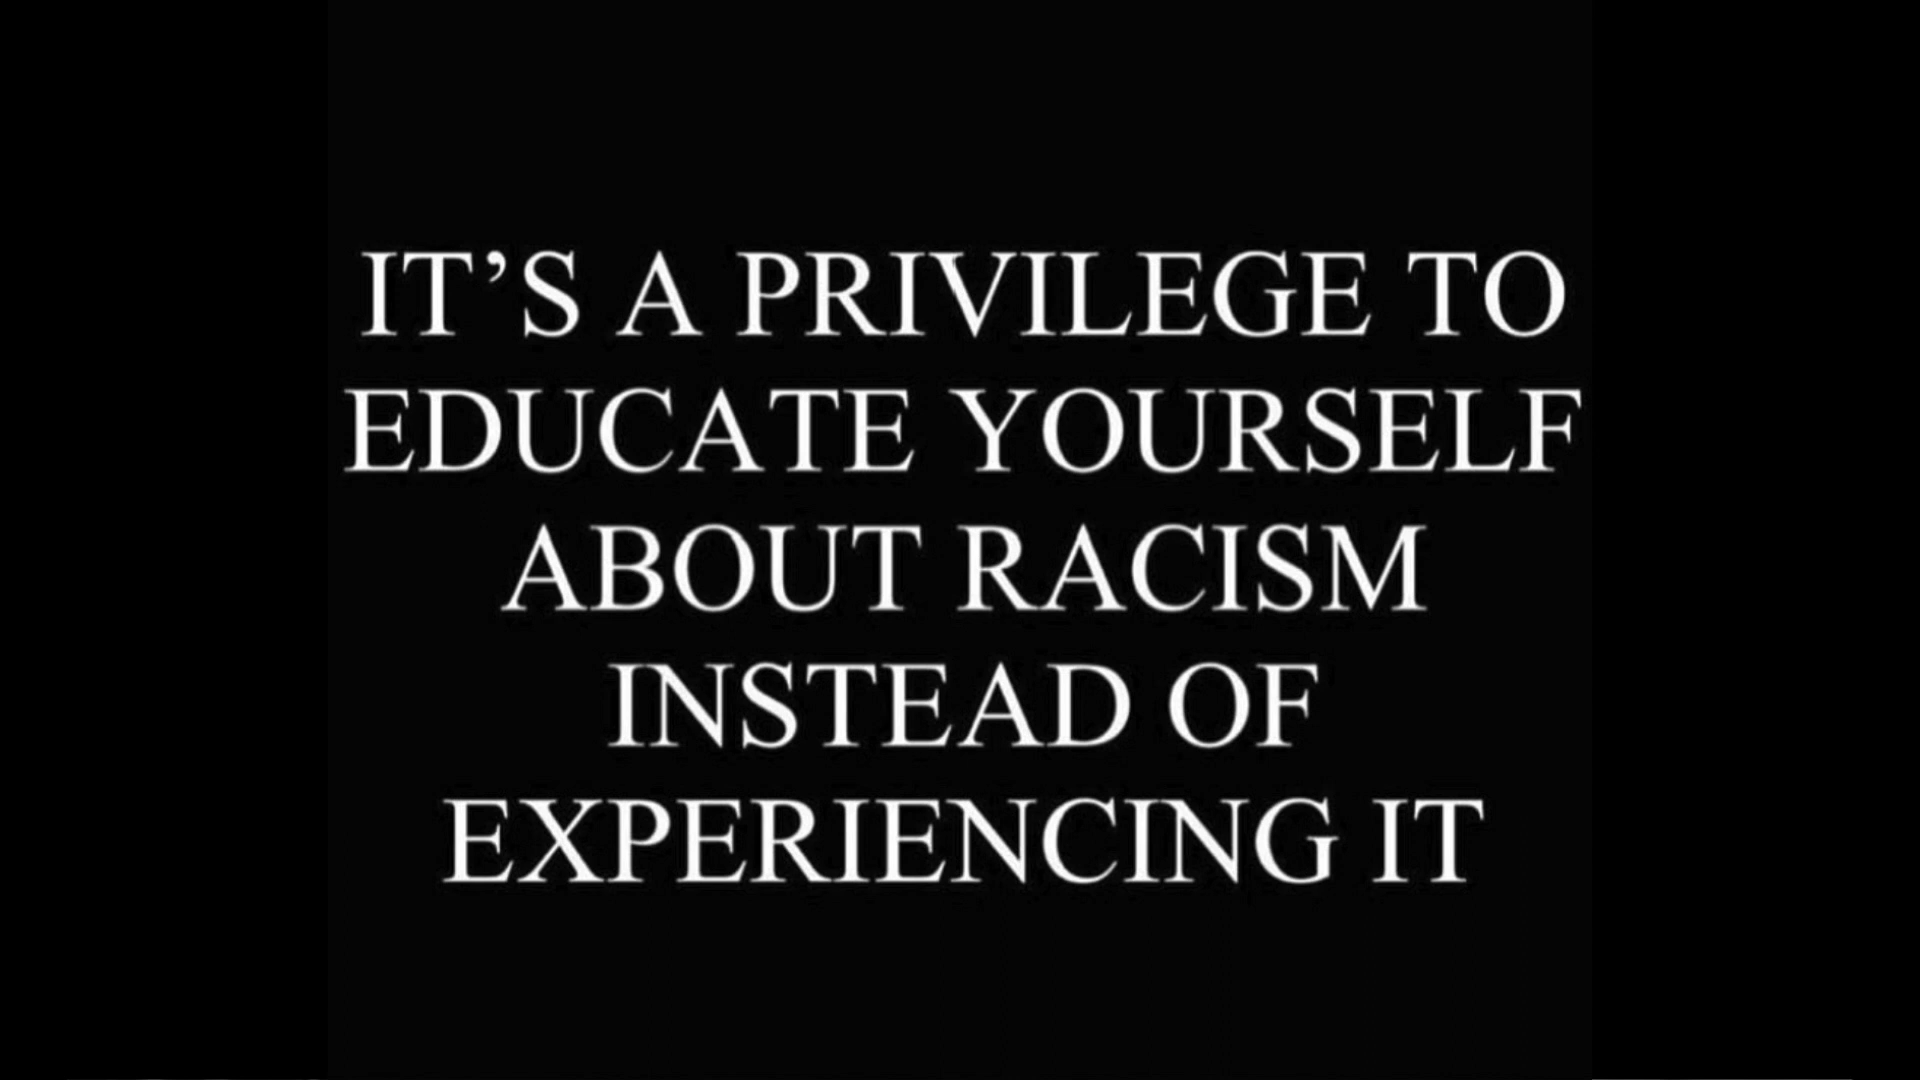 IT’S A PRIVILEGE TO
EDUCATE YOURSELF
ABOUT RACISM
INSTEAD OF
EXPERIENCING IT